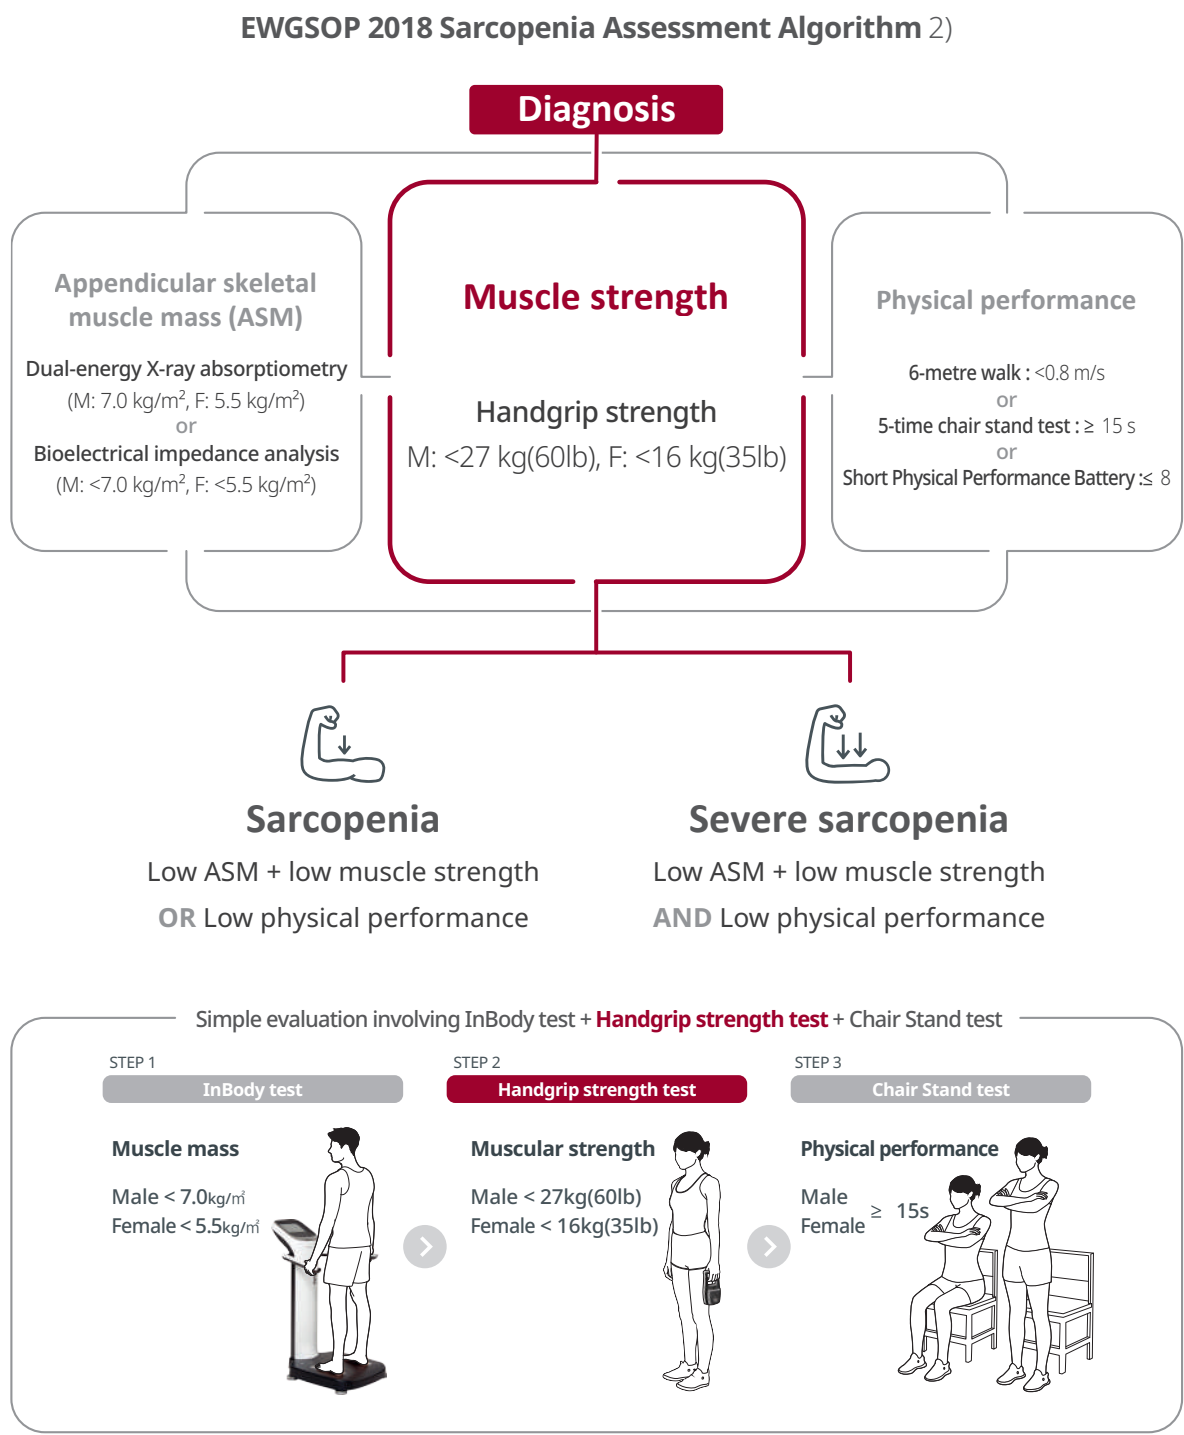 EWGSOP 2018 Sarcopenia Assessment Algorithm 2)
Diagnosis
Appendicular skeletal
muscle mass (ASM)
Dual-energy X-ray absorptiometry
(M: 7.0 kg/m², F: 5.5 kg/m²)
or
Bioelectrical impedance analysis
(M: <7.0 kg/m², F: <5.5 kg/m²)
Muscle strength
Handgrip strength
M: <27 kg(60lb), F: <16 kg(35lb)
Physical performance
6-metre walk : <0.8 m/s
or
5-time chair stand test : ≥ 15 s
or
Short Physical Performance Battery :≤ 8
Sarcopenia
Low ASM + low muscle strength
OR Low physical performance
Severe sarcopenia
Low ASM + low muscle strength
AND Low physical performance
Simple evaluation involving InBody test + Handgrip strength test + Chair Stand test
STEP 1
InBody test
Muscle mass
Male < 7.0kg/㎡
Female < 5.5kg/㎡
STEP 2
Handgrip strength test
Muscular strength
Male < 27kg(60lb)
Female < 16kg(35lb)
STEP 3
Chair Stand test
Physical performance
Male
Female
≥ 15s